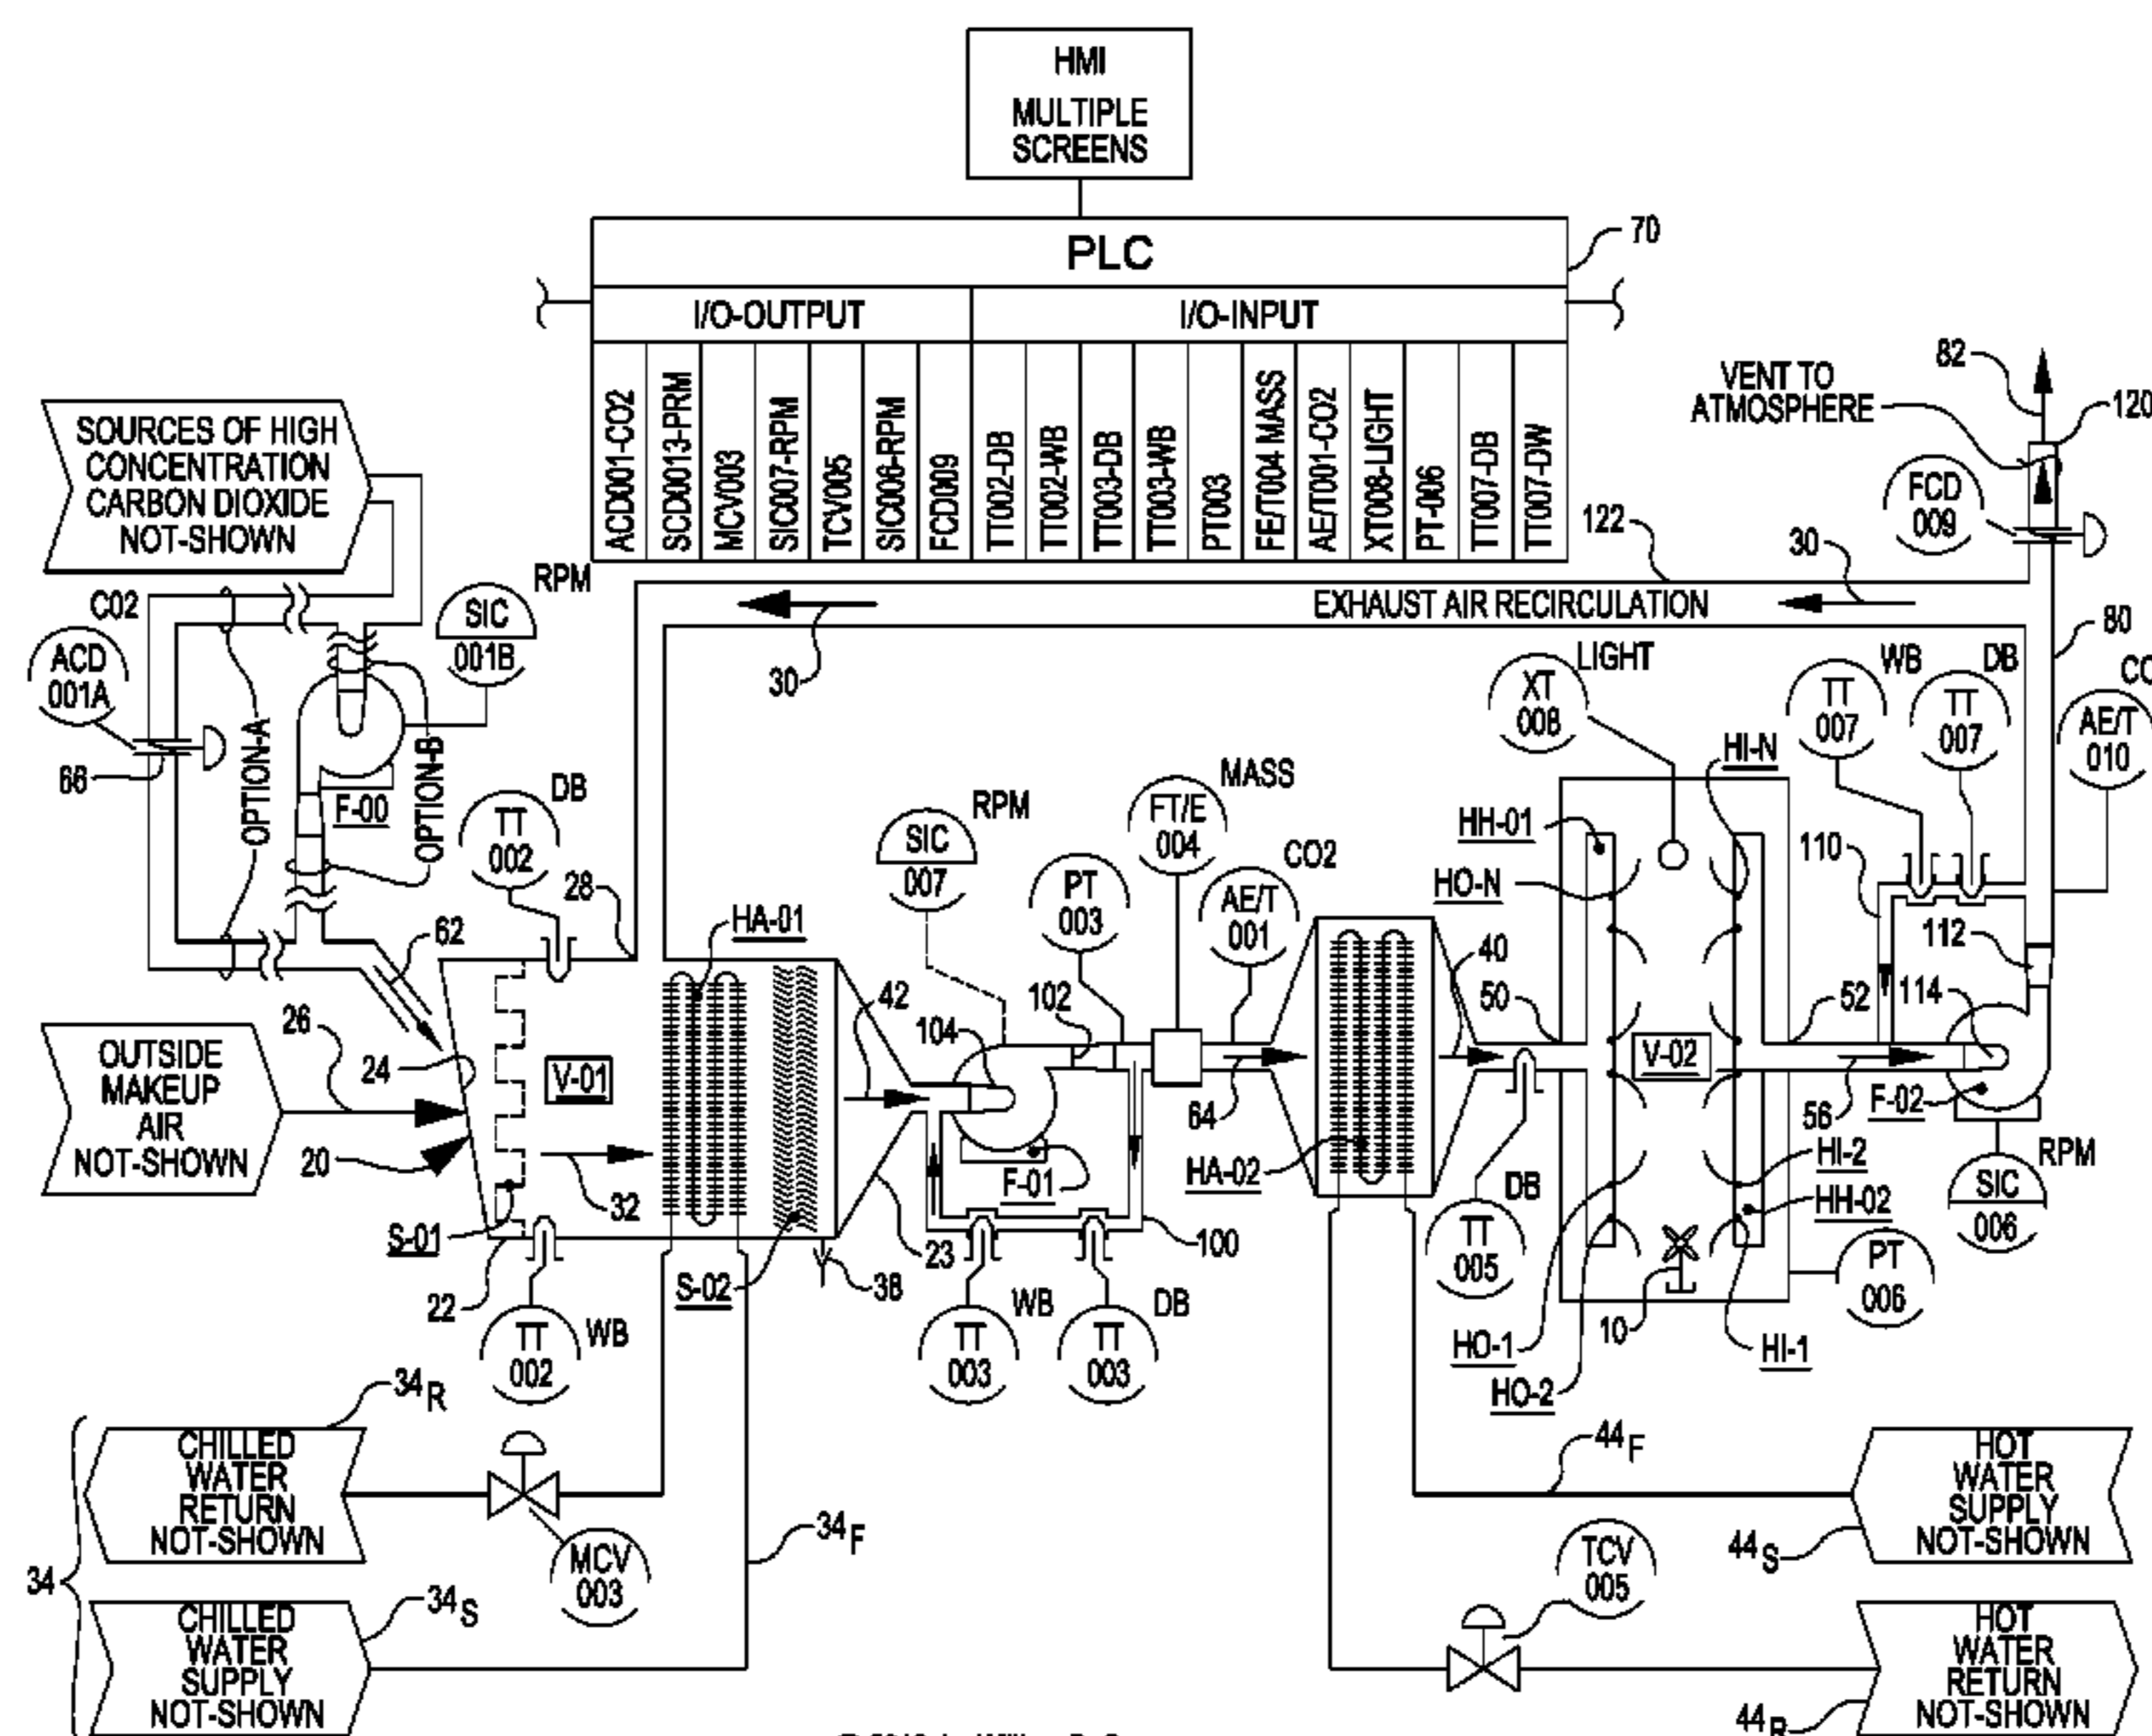 HMI
MULTIPLE
SCREENS
PLC
70
I/O-OUTPUT
I/O-INPUT
ACD001-CO2
SCD0013-PRM
MCV003
SIC007-RPM
TCV005
SIC006-RPM
FCD009
TT002-DB
TT002-WB
TT003-DB
TT003-WB
PT003
FE/T004 MASS
AE/T001-CO2
XT008-LIGHT
PT-006
TT007-DB
TT007-DW
SOURCES OF HIGH
CONCENTRATION
CARBON DIOXIDE
NOT-SHOWN
82
VENT TO
ATMOSPHERE
120
FCD
009
122
30
EXHAUST AIR RECIRCULATION
30
80
C02
ACD
001A
66
OPTION-A
OPTION-B
RPM
SIC
001B
F-00
DB
TT
002
28
62
OUTSIDE
MAKEUP
AIR
NOT-SHOWN
26
24
20
V-01
32
S-01
22
TT
002
WB
HA-01
S-02
38
23
42
RPM
SIC
007
104
102
PT
003
MASS
FT/E
004
CO2
AE/T
001
F-01
100
TT
003
WB
TT
003
DB
64
HA-02
40
50
TT
005
DB
LIGHT
XT
008
HH-01
HO-N
HI-N
V-02
HO-1
HO-2
10
HI-1
HI-2
HH-02
PT
006
52
56
WB
TT
007
DB
TT
007
CO
AE/T
010
110
112
114
F-02
RPM
SIC
006
34
34R
CHILLED
WATER
RETURN
NOT-SHOWN
MCV
003
34F
34S
CHILLED
WATER
SUPPLY
NOT-SHOWN
44F
HOT
WATER
SUPPLY
NOT-SHOWN
44S
TCV
005
HOT
WATER
RETURN
NOT-SHOWN
44R